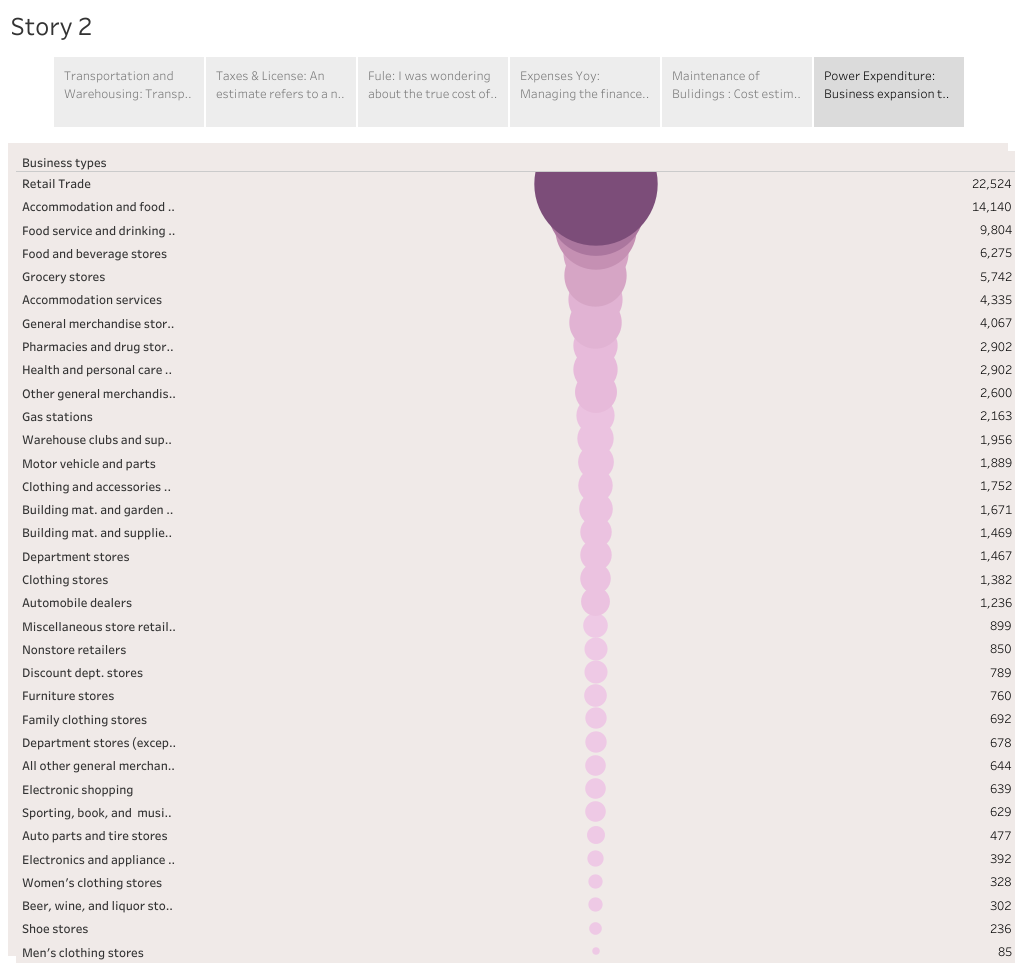 Story 2
Transportation and
Warehousing: Transp..
Taxes & License: An
estimate refers to a n..
Fule: I was wondering
about the true cost of..
Expenses Yoy:
Managing the finance..
Maintenance of
Bulidings : Cost estim..
Power Expenditure:
Business expansion t..
Business types
Retail Trade 22,524
Accommodation and food .. 14,140
Food service and drinking .. 9,804
Food and beverage stores 6,275
Grocery stores 5,742
Accommodation services 4,335
General merchandise stor.. 4,067
Pharmacies and drug stor.. 2,902
Health and personal care .. 2,902
Other general merchandis.. 2,600
Gas stations 2,163
Warehouse clubs and sup.. 1,956
Motor vehicle and parts 1,889
Clothing and accessories .. 1,752
Building mat. and garden .. 1,671
Building mat. and supplie.. 1,469
Department stores 1,467
Clothing stores 1,382
Automobile dealers 1,236
Miscellaneous store retail.. 899
Nonstore retailers 850
Discount dept. stores 789
Furniture stores 760
Family clothing stores 692
Department stores (excep.. 678
All other general merchan.. 644
Electronic shopping 639
Sporting, book, and  musi.. 629
Auto parts and tire stores 477
Electronics and appliance .. 392
Women's clothing stores 328
Beer, wine, and liquor sto.. 302
Shoe stores 236
Men's clothing stores 85